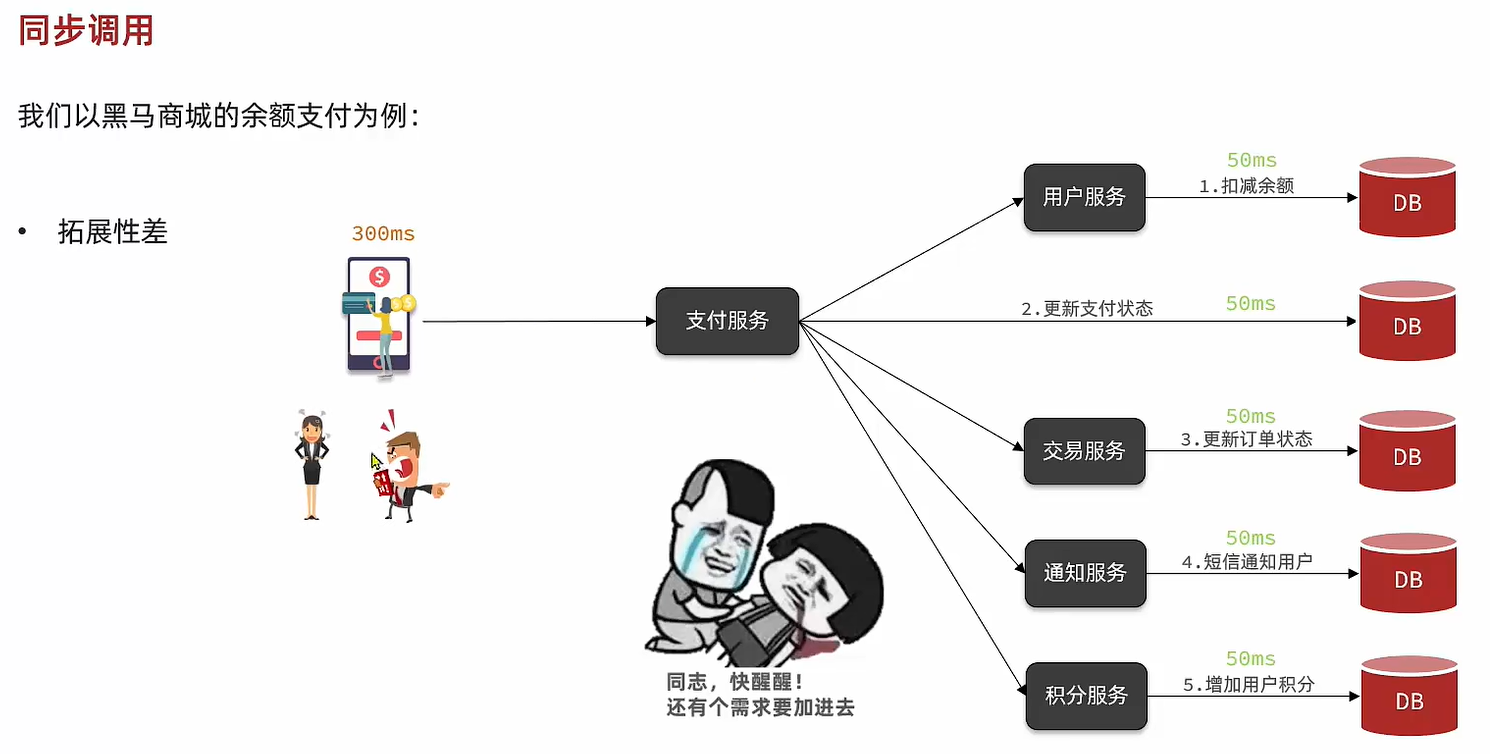 同步调用
我们以黑马商城的余额支付为例：
• 拓展性差
300ms
$
$
$
支付服务
用户服务
50ms
1.扣减余额
DB
2.更新支付状态
50ms
DB
交易服务
50ms
3.更新订单状态
DB
通知服务
50ms
4.短信通知用户
DB
积分服务
50ms
5.增加用户积分
DB
同志，快醒醒！
还有个需求要加进去